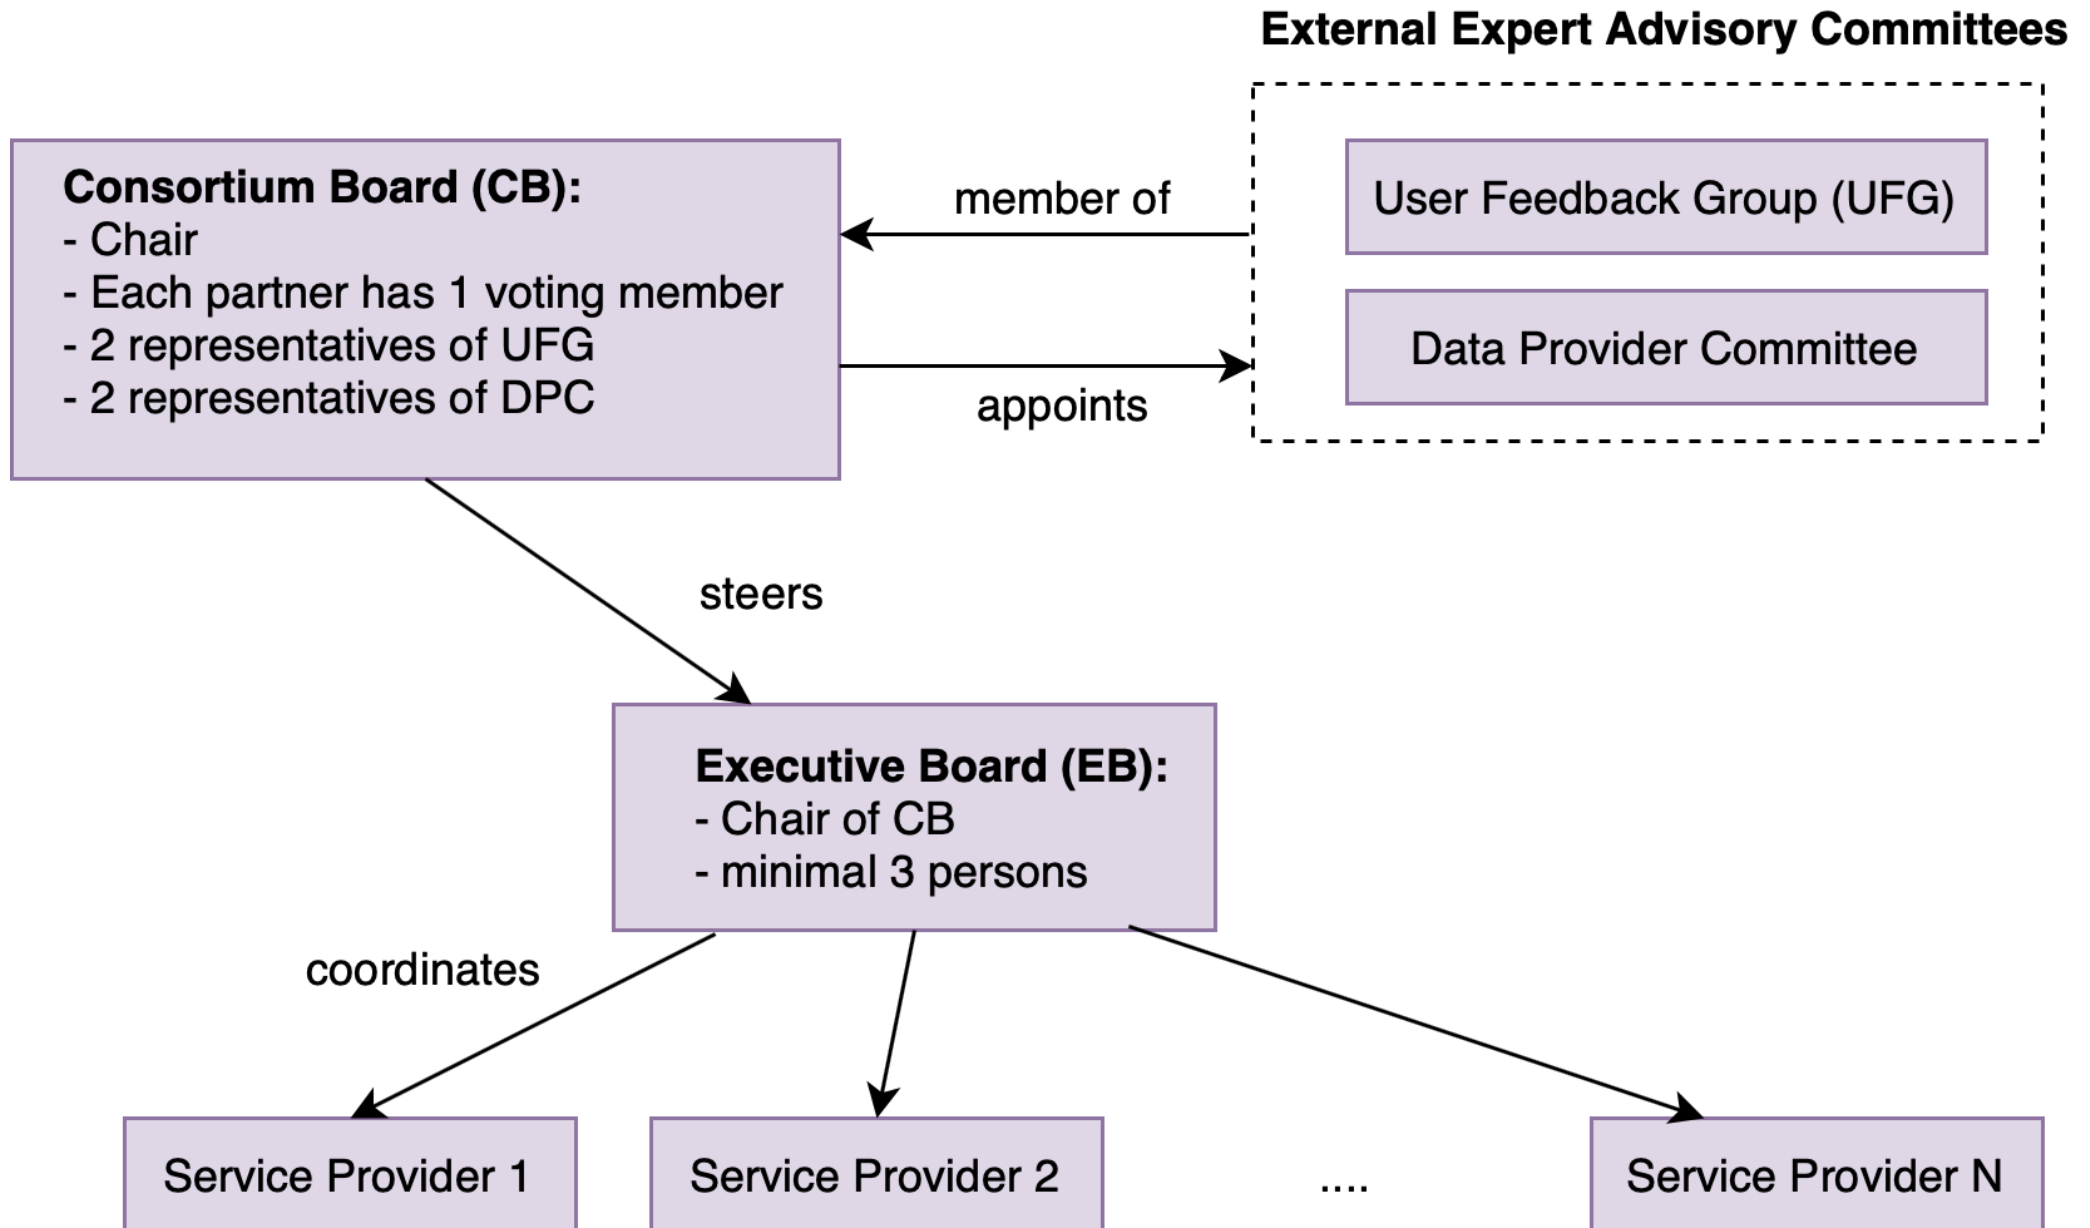 External Expert Advisory Committees
Consortium Board (CB):
- Chair
- Each partner has 1 voting member
- 2 representatives of UFG
- 2 representatives of DPC
member of
appoints
User Feedback Group (UFG)
Data Provider Committee
steers
Executive Board (EB):
- Chair of CB
- minimal 3 persons
coordinates
Service Provider 1
Service Provider 2
....
Service Provider N